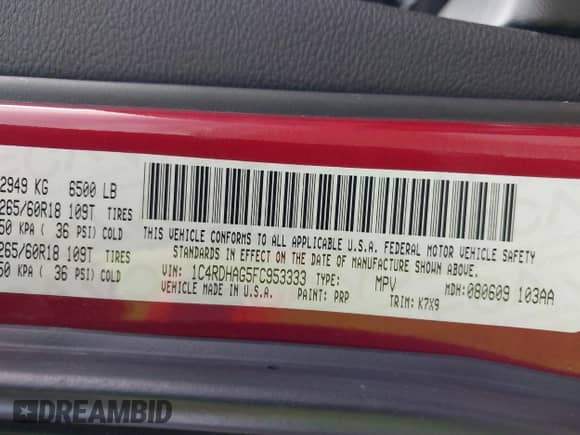 2949 KG 6500 LB
265/60R18 109T TIRES
50 KPA ( 36 PSI) COLD
265/60R18 109T TIRES
50 KPA ( 36 PSI) COLD
THIS VEHICLE CONFORMS TO ALL APPLICABLE U.S.A. FEDERAL MOTOR VEHICLE SAFETY
STANDARDS IN EFFECT ON THE DATE OF MANUFACTURE SHOWN ABOVE.
VIN: 1C4RDHAG5FC953333 TYPE: MPV MDH: 080609 103AA
VEHICLE MADE IN U.S.A. PAINT: PRP TRIM: K7X9
DREAMBID